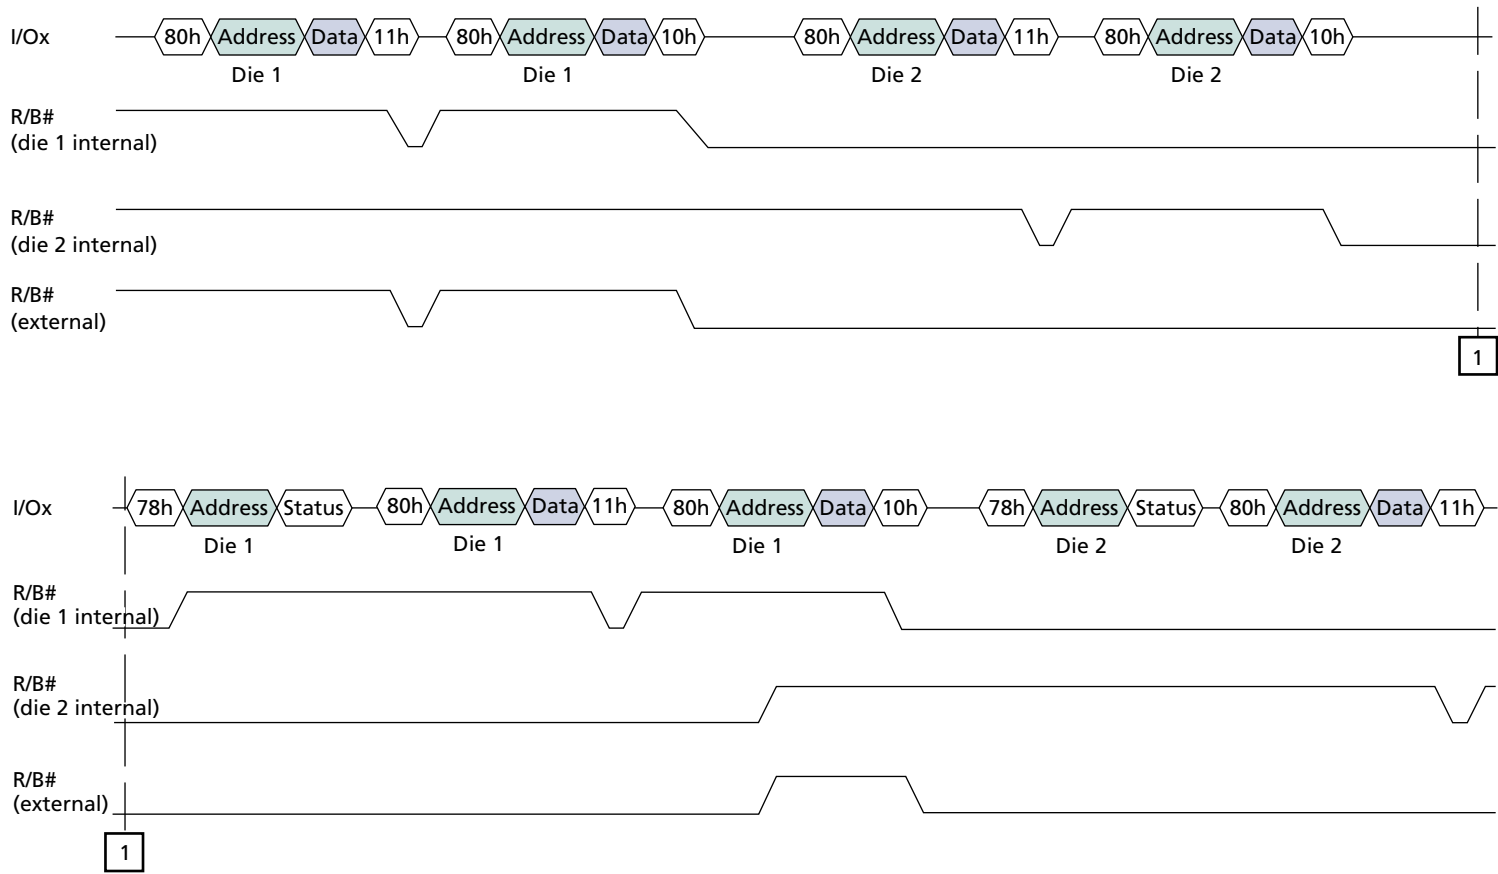 I/Ox 80h Address Data 11h 80h Address Data 10h 80h Address Data 11h 80h Address Data 10h
Die 1 Die 1 Die 2 Die 2
R/B#
(die 1 internal)
R/B#
(die 2 internal)
R/B#
(external)
1
I/Ox 78h Address Status 80h Address Data 11h 80h Address Data 10h 78h Address Status 80h Address Data 11h
Die 1 Die 1 Die 1 Die 2 Die 2
R/B#
(die 1 internal)
R/B#
(die 2 internal)
R/B#
(external)
1